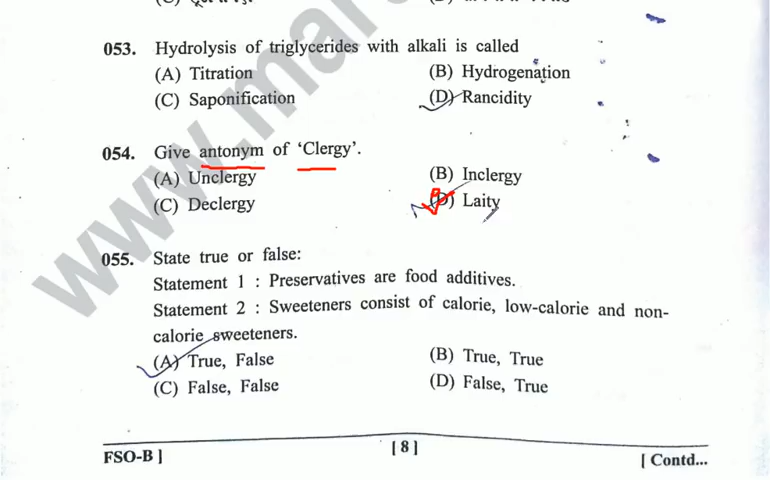 053. Hydrolysis of triglycerides with alkali is called
(A) Titration (B) Hydrogenation
(C) Saponification (D) Rancidity
054. Give antonym of ‘Clergy’.
(A) Unclergy (B) Inclergy
(C) Declergy (D) Laity
055. State true or false:
Statement 1 : Preservatives are food additives.
Statement 2 : Sweeteners consist of calorie, low-calorie and non-
calorie sweeteners.
(A) True, False (B) True, True
(C) False, False (D) False, True
FSO-B ] [ 8 ] [ Contd...
www.mar